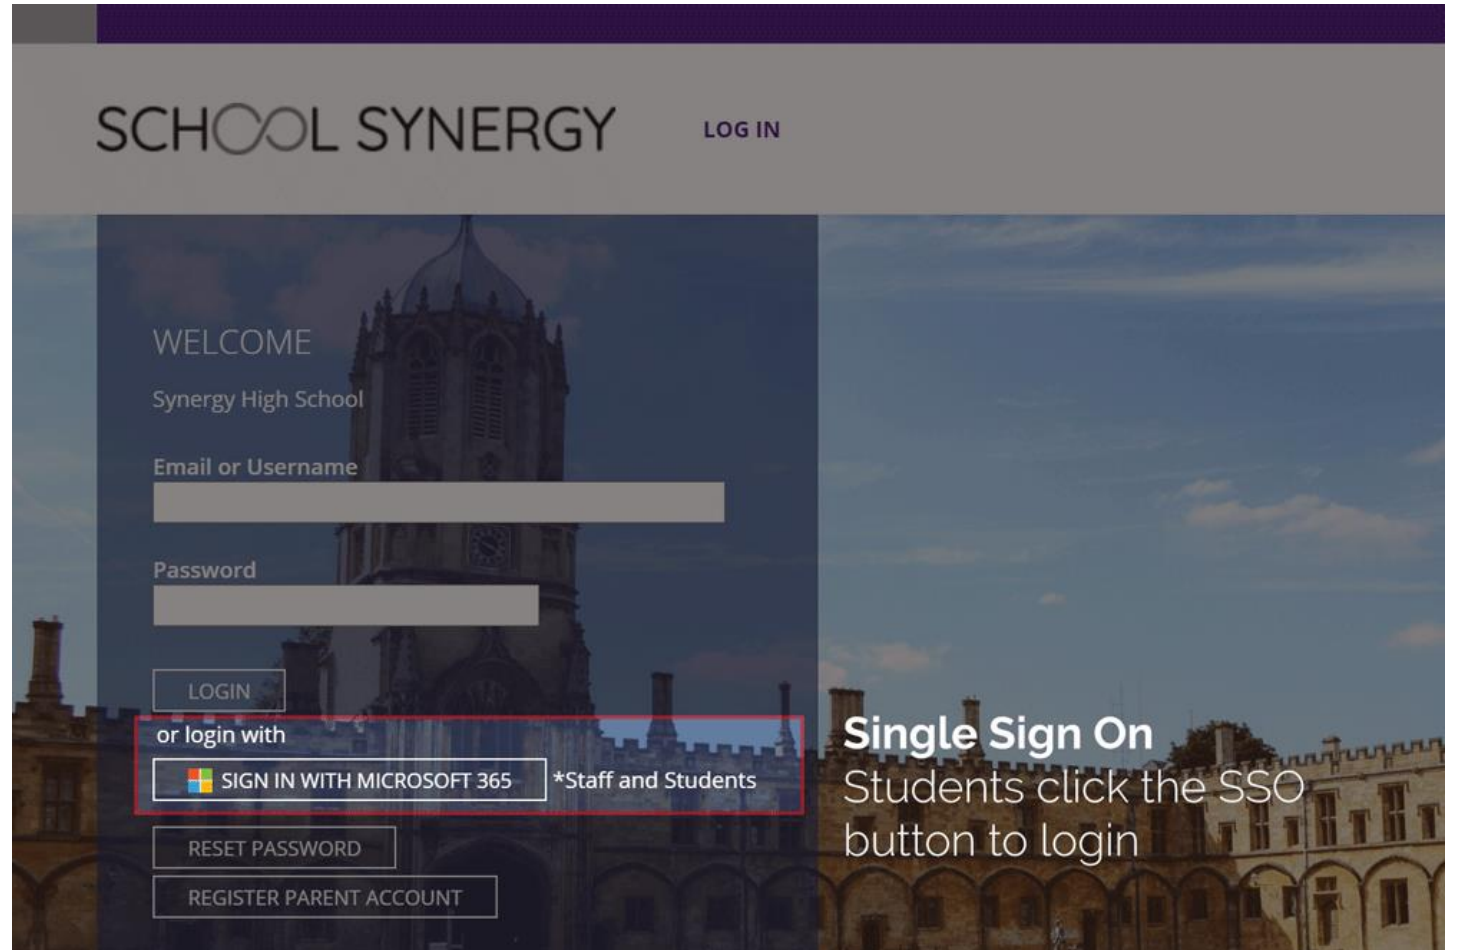 SCHOOL SYNERGY
LOG IN
WELCOME
Synergy High School
Email or Username
Password
LOGIN
or login with
SIGN IN WITH MICROSOFT 365 *Staff and Students
RESET PASSWORD
REGISTER PARENT ACCOUNT
Single Sign On
Students click the SSO
button to login